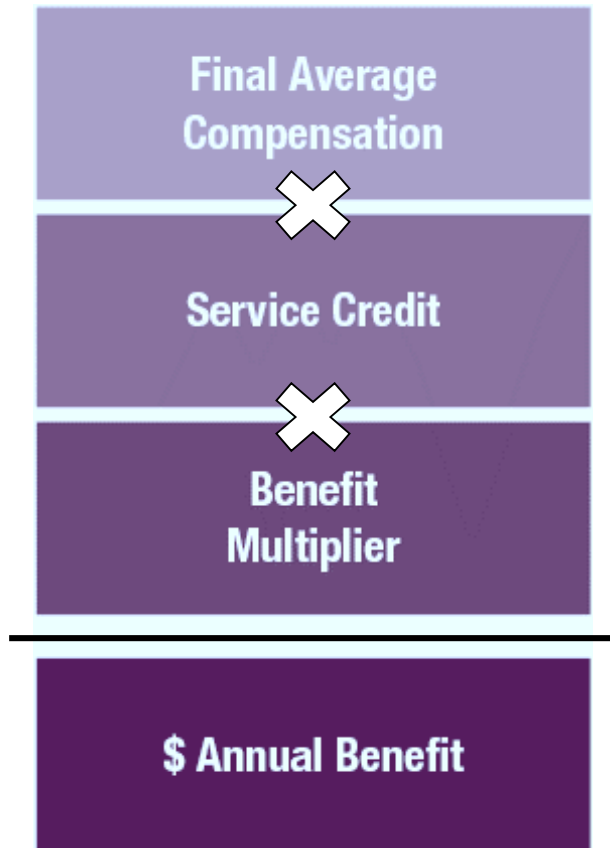 Final Average
Compensation
Service Credit
Benefit
Multiplier
$ Annual Benefit